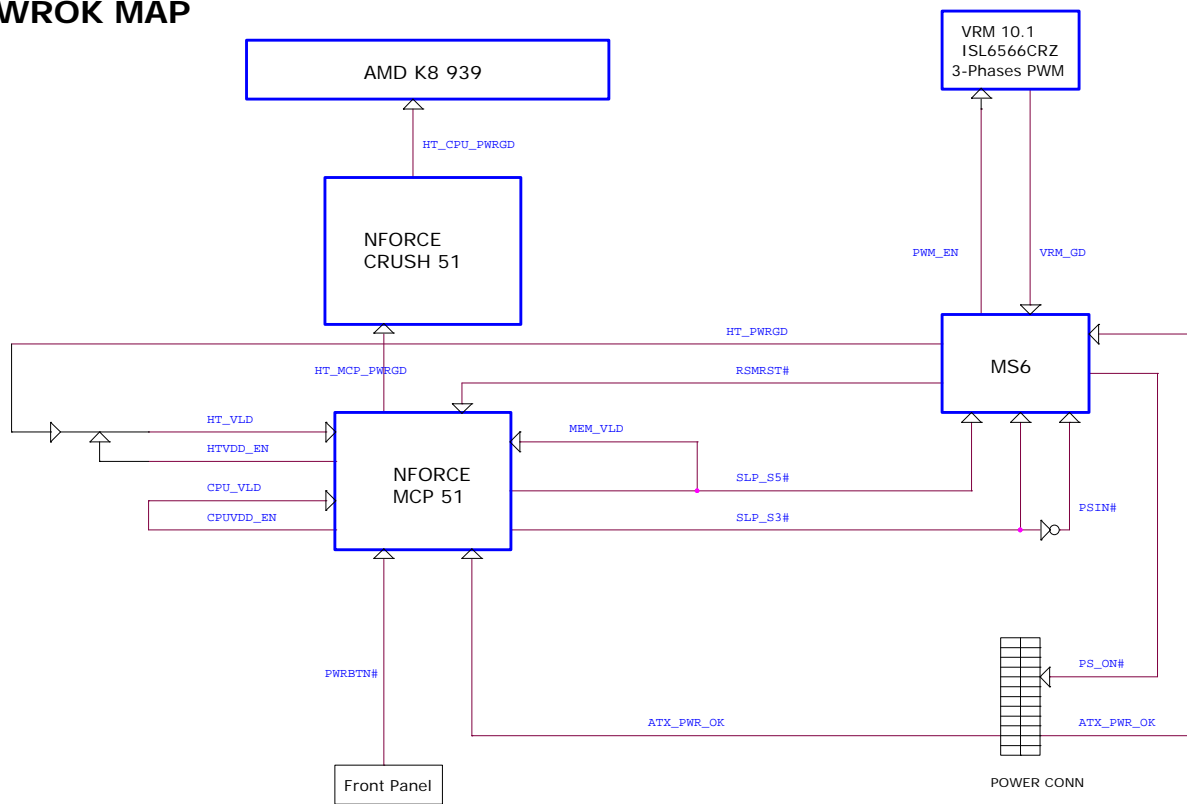 WROK MAP
VRM 10.1
ISL6566CRZ
3-Phases PWM
AMD K8 939
HT_CPU_PWRGD
NFORCE
CRUSH 51
PWM_EN
VRM_GD
HT_PWRGD
HT_MCP_PWRGD
RSMRST#
MS6
HT_VLD
MEM_VLD
HTVDD_EN
NFORCE
MCP 51
SLP_S5#
CPU_VLD
CPUVDD_EN
SLP_S3#
PSIN#
PWRBTN#
PS_ON#
ATX_PWR_OK
ATX_PWR_OK
Front Panel
POWER CONN